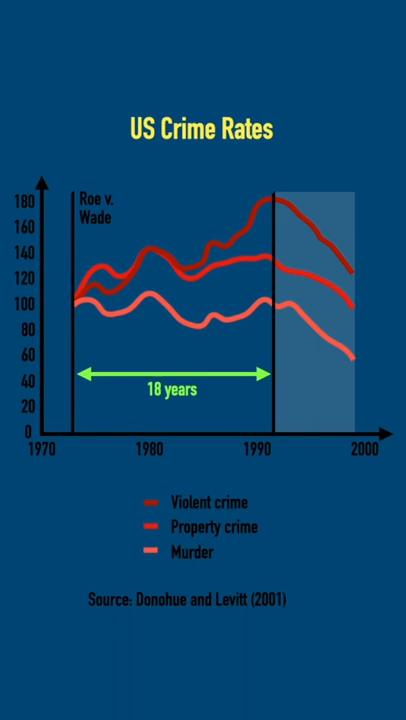 US Crime Rates
Roe v.
Wade
180
160
140
120
100
80
60
40
20
0
18 years
1970 1980 1990 2000
Violent crime
Property crime
Murder
Source: Donohue and Levitt (2001)